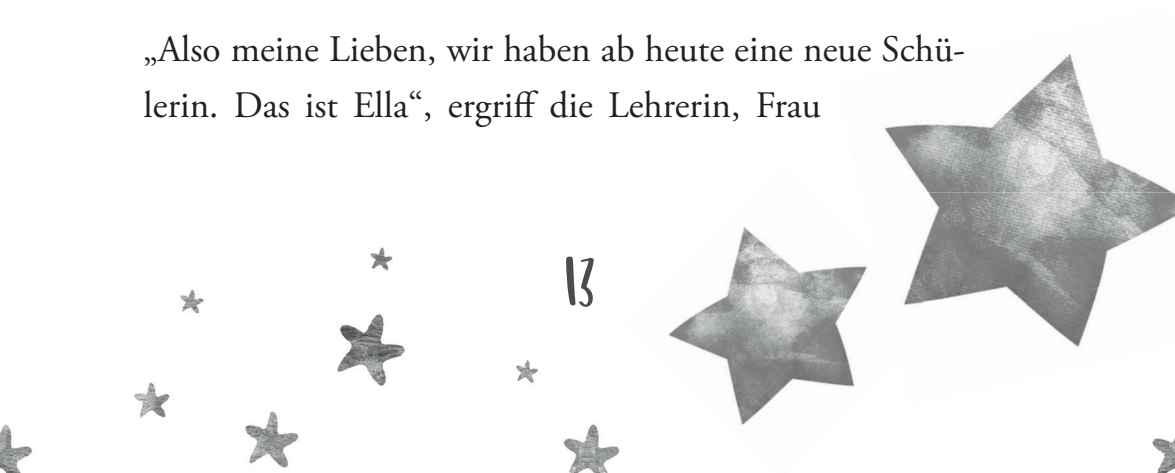 „Also meine Lieben, wir haben ab heute eine neue Schü-
lerin. Das ist Ella“, ergriff die Lehrerin, Frau
13